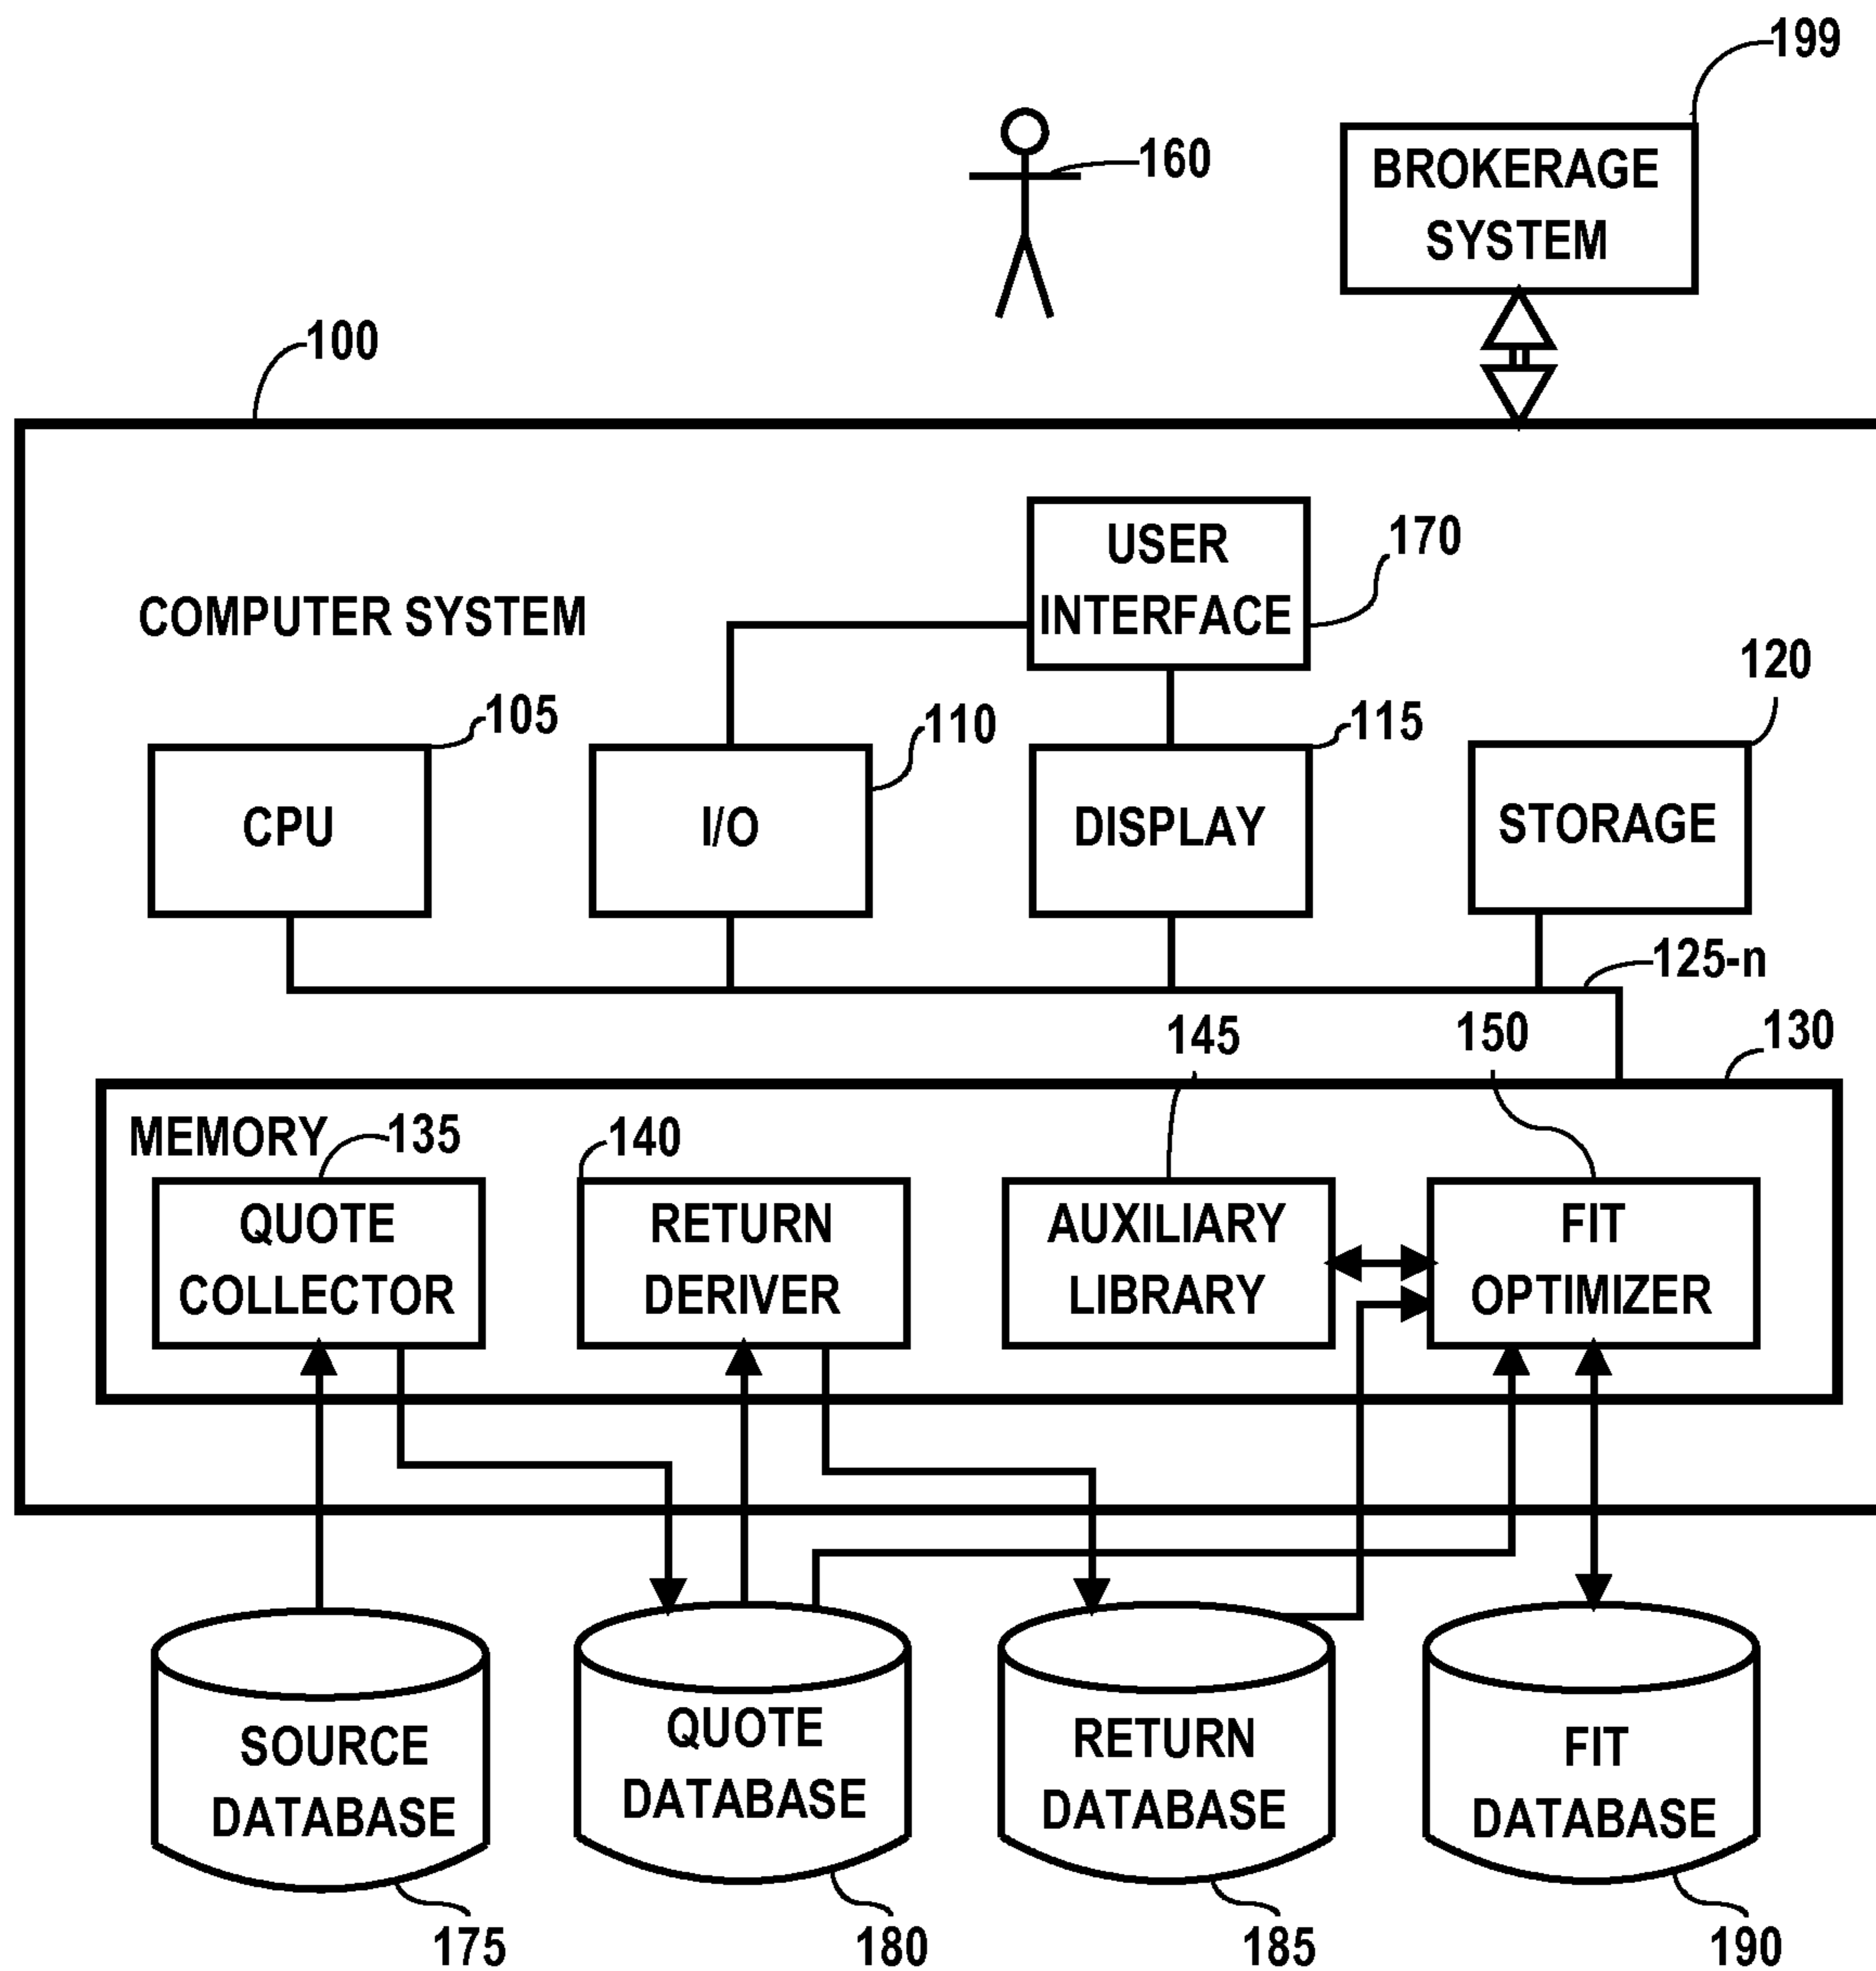 199
160
BROKERAGE
SYSTEM
100
USER
INTERFACE
170
COMPUTER SYSTEM
120
105
110
115
CPU
I/O
DISPLAY
STORAGE
125-n
145
150
130
MEMORY
135
140
QUOTE
COLLECTOR
RETURN
DERIVER
AUXILIARY
LIBRARY
FIT
OPTIMIZER
SOURCE
DATABASE
QUOTE
DATABASE
RETURN
DATABASE
FIT
DATABASE
175
180
185
190